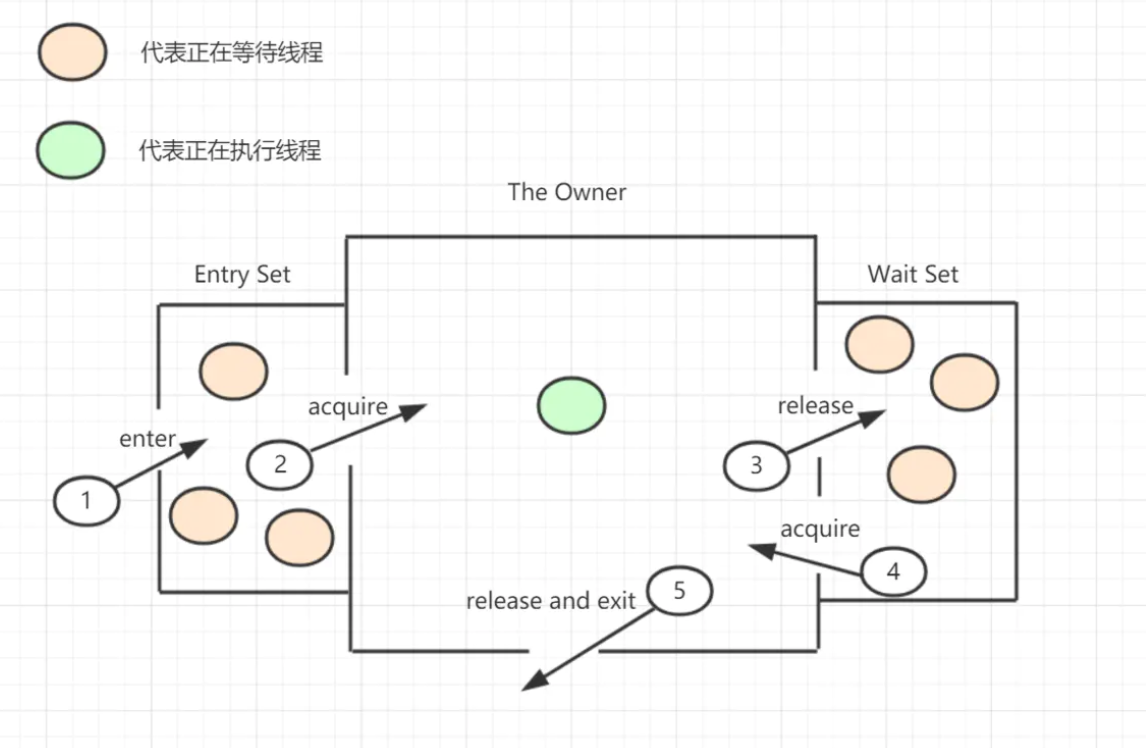 代表正在等待线程
代表正在执行线程
The Owner
Entry Set
Wait Set
acquire
release
enter
2
3
1
acquire
4
5
release and exit